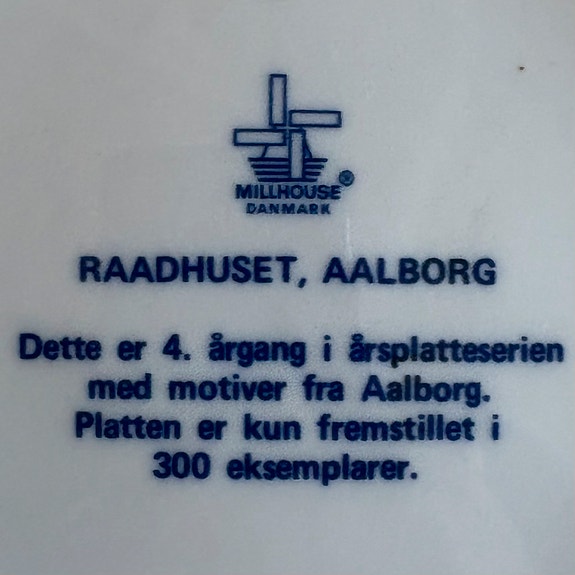 MILLHOUSE ®
DANMARK
RAADHUSET, AALBORG
Dette er 4. årgang i årsplatteserien
med motiver fra Aalborg.
Platten er kun fremstillet i
300 eksemplarer.